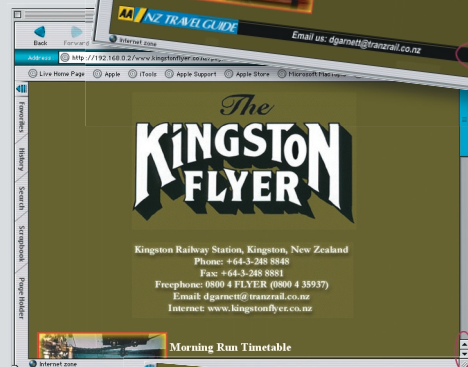 AA NZ TRAVEL GUIDE
Email us: dgarnett@tranzrail.co.nz
Internet zone
Back
Forward
Address http://192.168.0.2/www.kingstonflyer.co.nz/
Live Home Page Apple iTools Apple Support Apple Store Microsoft
Favorites
History
Search
Scrapbook
Page Holder
The
KINGSTON
FLYER
Kingston Railway Station, Kingston, New Zealand
Phone: +64-3-248 8848
Fax: +64-3-248 8881
Freephone: 0800 4 FLYER (0800 4 35937)
Email: dgarnett@tranzrail.co.nz
Internet: www.kingstonflyer.co.nz
Morning Run Timetable
Internet zone